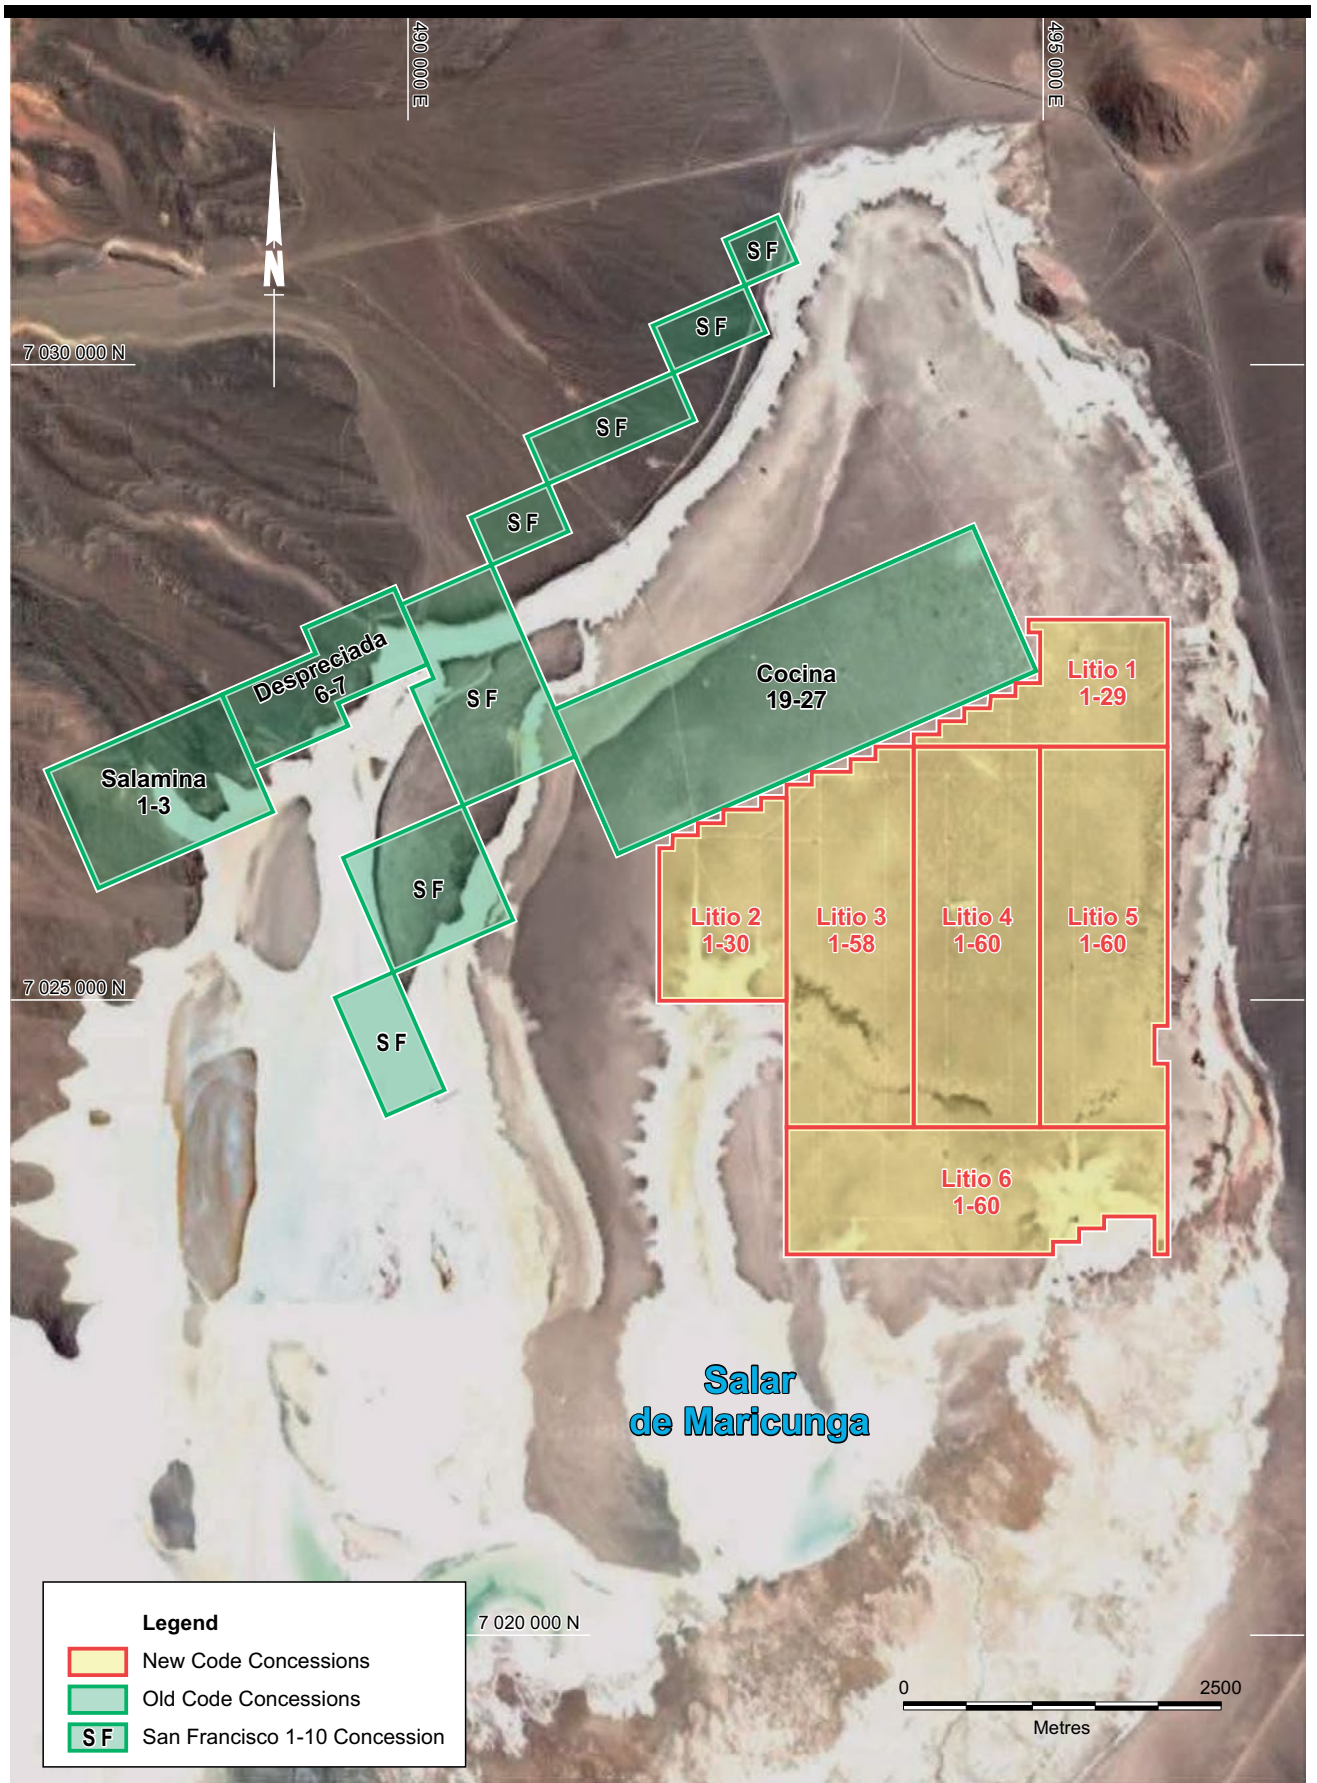 490 000 E
495 000 E
N
7 030 000 N
S F
S F
S F
S F
Despreciada
6-7
S F
Cocina
19-27
Litio 1
1-29
Salamina
1-3
S F
Litio 2
1-30
Litio 3
1-58
Litio 4
1-60
Litio 5
1-60
7 025 000 N
S F
Litio 6
1-60
Salar
de Maricunga
7 020 000 N
Legend
New Code Concessions
Old Code Concessions
S F San Francisco 1-10 Concession
0 2500
Metres